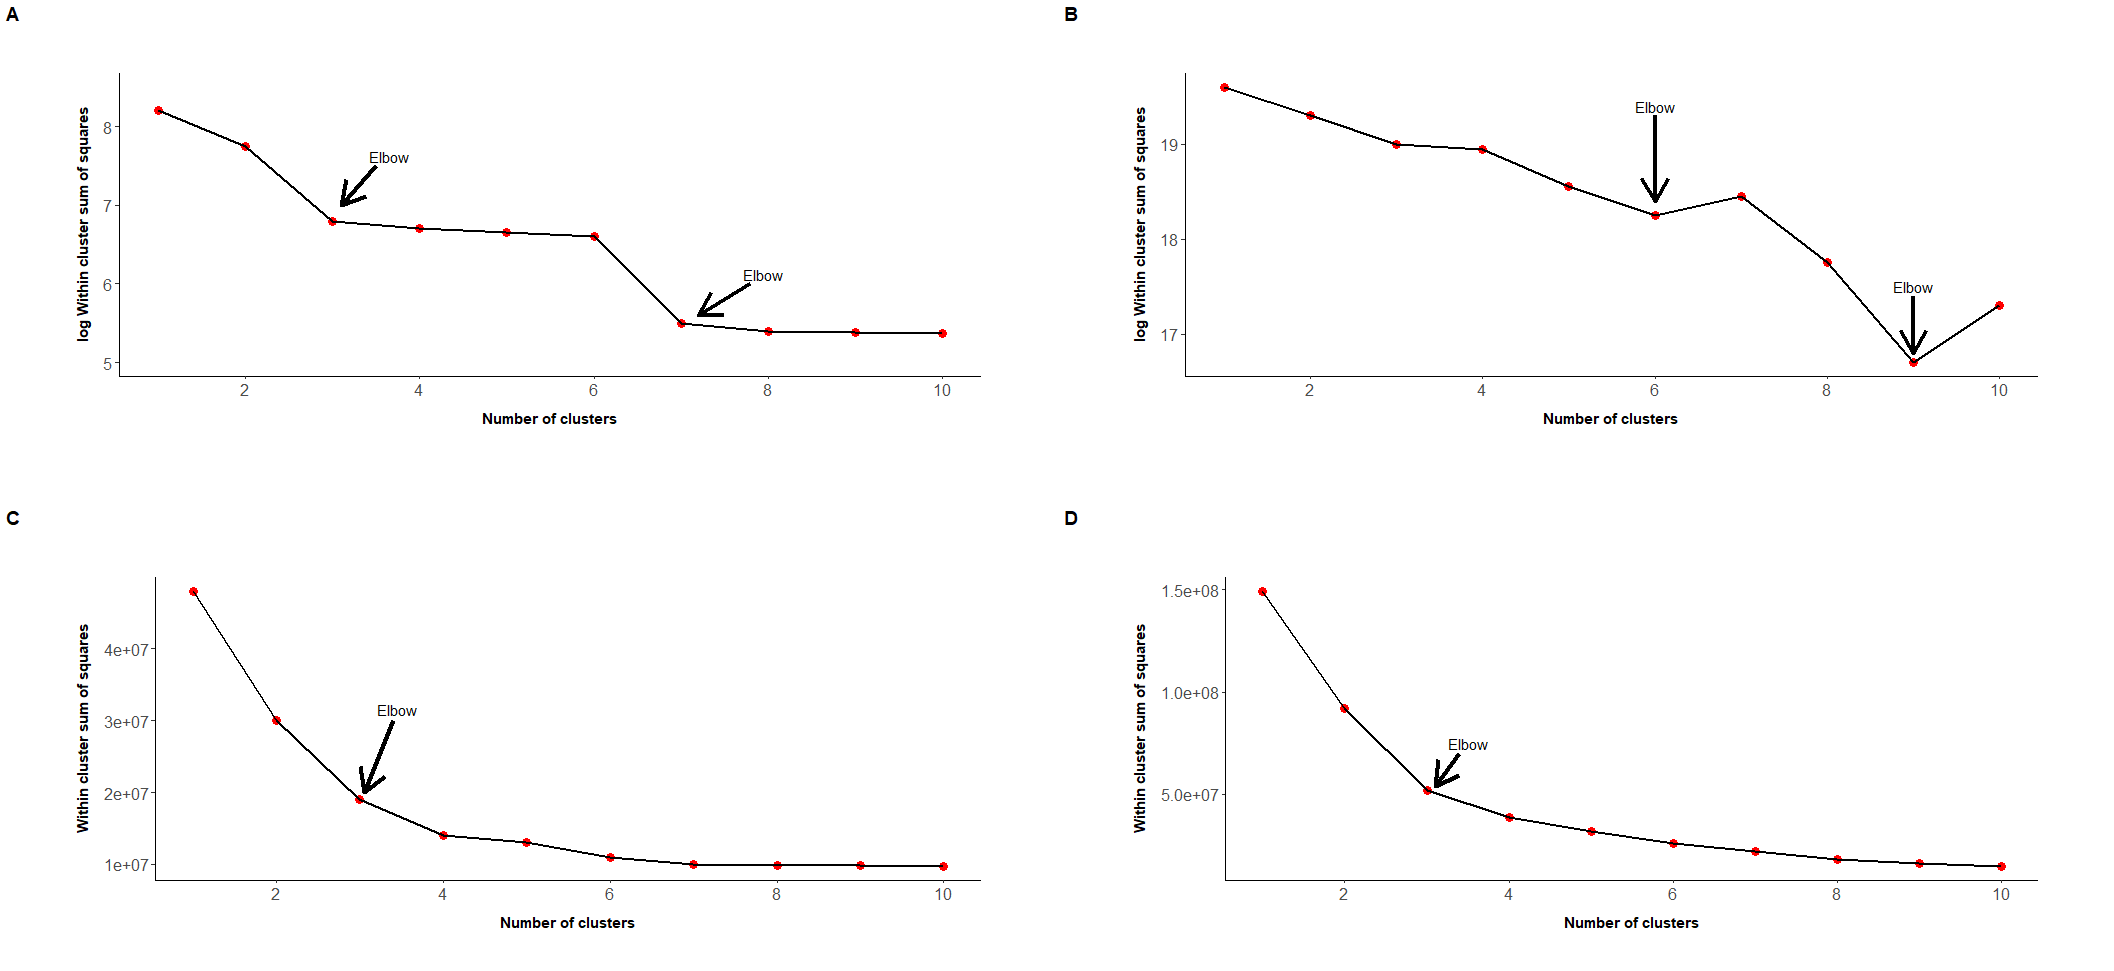 A
log Within cluster sum of squares
8
7
6
5
Elbow
Elbow
2 4 6 8 10
Number of clusters
B
log Within cluster sum of squares
19
18
17
Elbow
Elbow
2 4 6 8 10
Number of clusters
C
Within cluster sum of squares
4e+07
3e+07
2e+07
1e+07
Elbow
2 4 6 8 10
Number of clusters
D
Within cluster sum of squares
1.5e+08
1.0e+08
5.0e+07
Elbow
2 4 6 8 10
Number of clusters